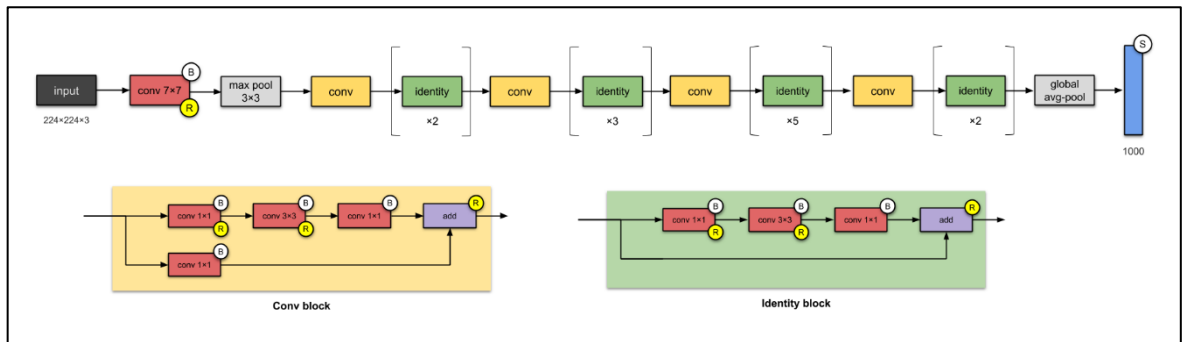 input
224×224×3
conv 7×7
B
R
max pool
3×3
conv
identity
×2
conv
identity
×3
conv
identity
×5
conv
identity
×2
global
avg-pool
S
1000
conv 1×1
B
R
conv 3×3
B
R
conv 1×1
B
add
R
conv 1×1
B
Conv block
conv 1×1
B
R
conv 3×3
B
R
conv 1×1
B
add
R
Identity block